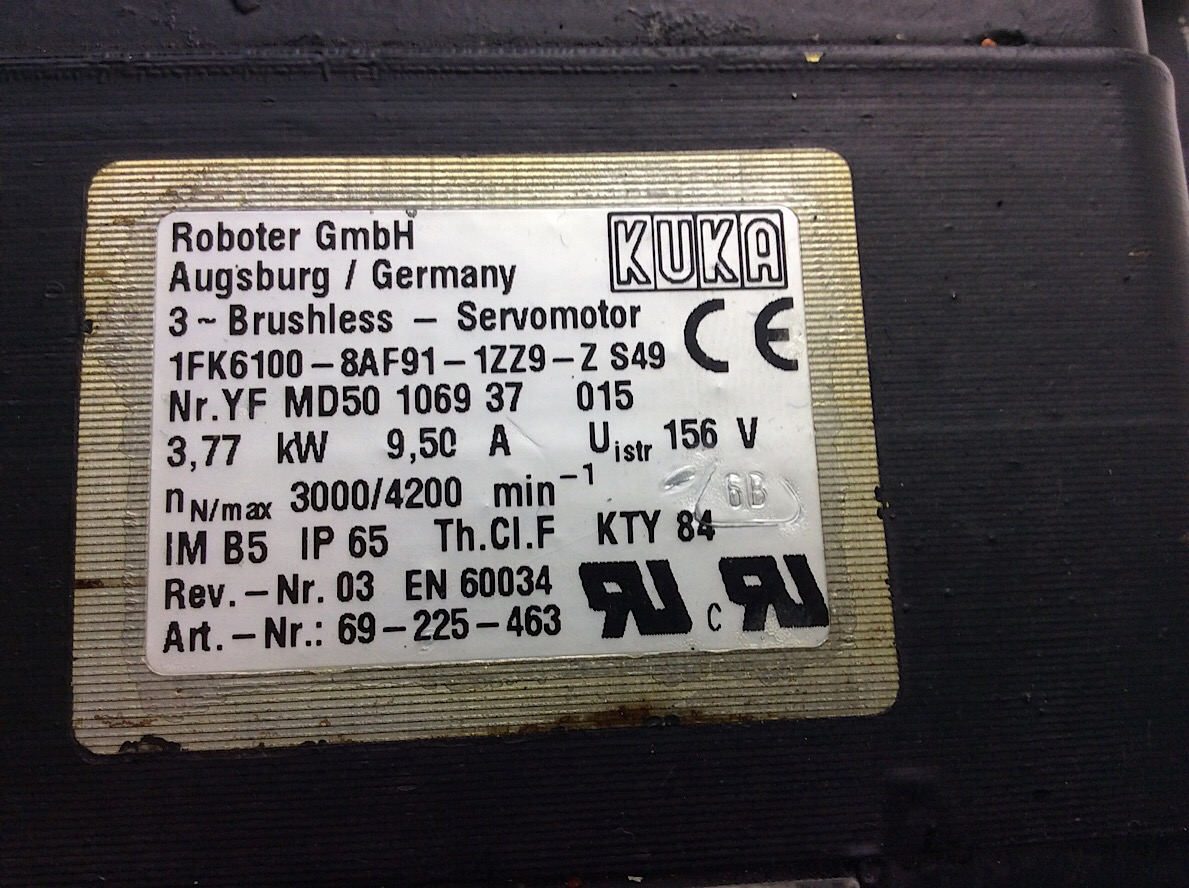 Roboter GmbH KUKA
Augsburg / Germany
3 ~ Brushless – Servomotor CE
1FK6100 – 8AF91 – 1ZZ9 – Z S49
Nr.YF MD50 1069 37 015
3,77 kW 9,50 A Uistr 156 V
nN/max 3000/4200 min⁻¹ 6B
IM B5 IP 65 Th.Cl.F KTY 84
Rev. – Nr. 03 EN 60034
Art. – Nr.: 69 – 225 – 463 RU c RU